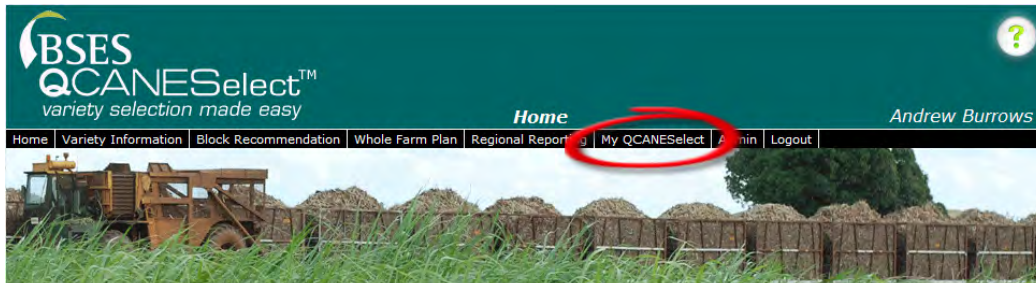 BSES
QCANESelect™
variety selection made easy
?
Home
Andrew Burrows
Home Variety Information Block Recommendation Whole Farm Plan Regional Reporting My QCANESelect Admin Logout